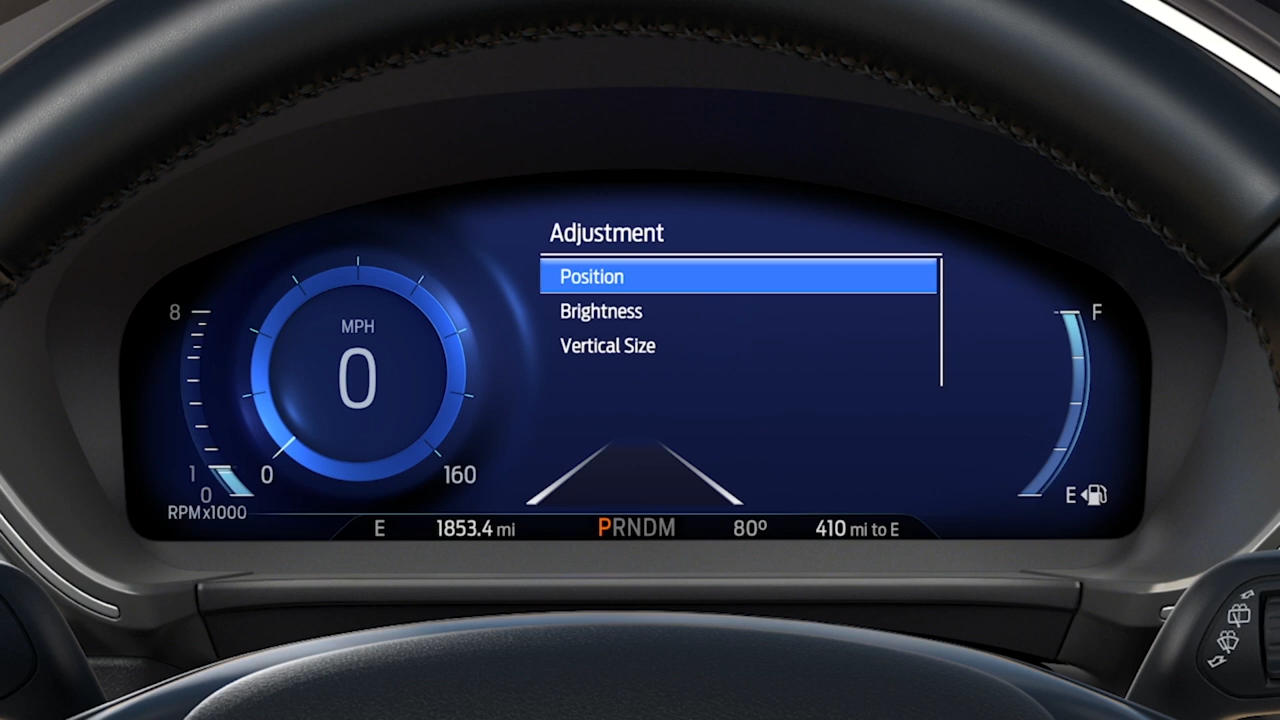 Adjustment
Position
Brightness
Vertical Size
MPH
0
0
160
8
1
0
RPMx1000
F
E
E
1853.4 mi
PRNDM
80º
410 mi to E